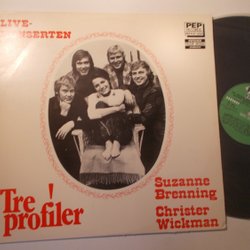 LIVE-
KONSERTEN
PEP
Tre
profiler
Suzanne
Brenning
Christer
Wickman